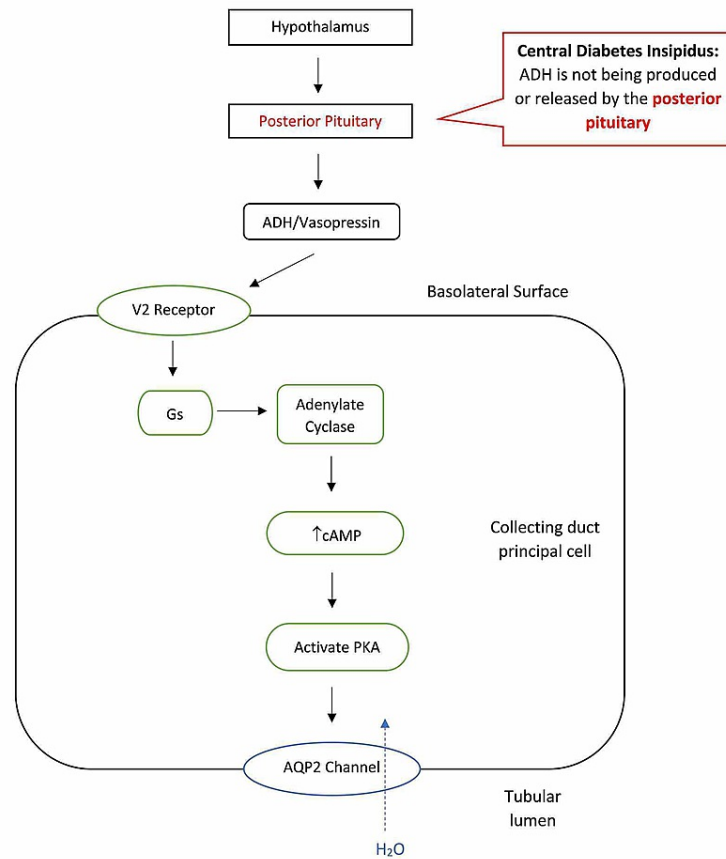 Hypothalamus
Central Diabetes Insipidus:
ADH is not being produced
or released by the posterior
pituitary
Posterior Pituitary
ADH/Vasopressin
Basolateral Surface
V2 Receptor
Gs
Adenylate
Cyclase
↑cAMP
Collecting duct
principal cell
Activate PKA
AQP2 Channel
Tubular
lumen
H₂O